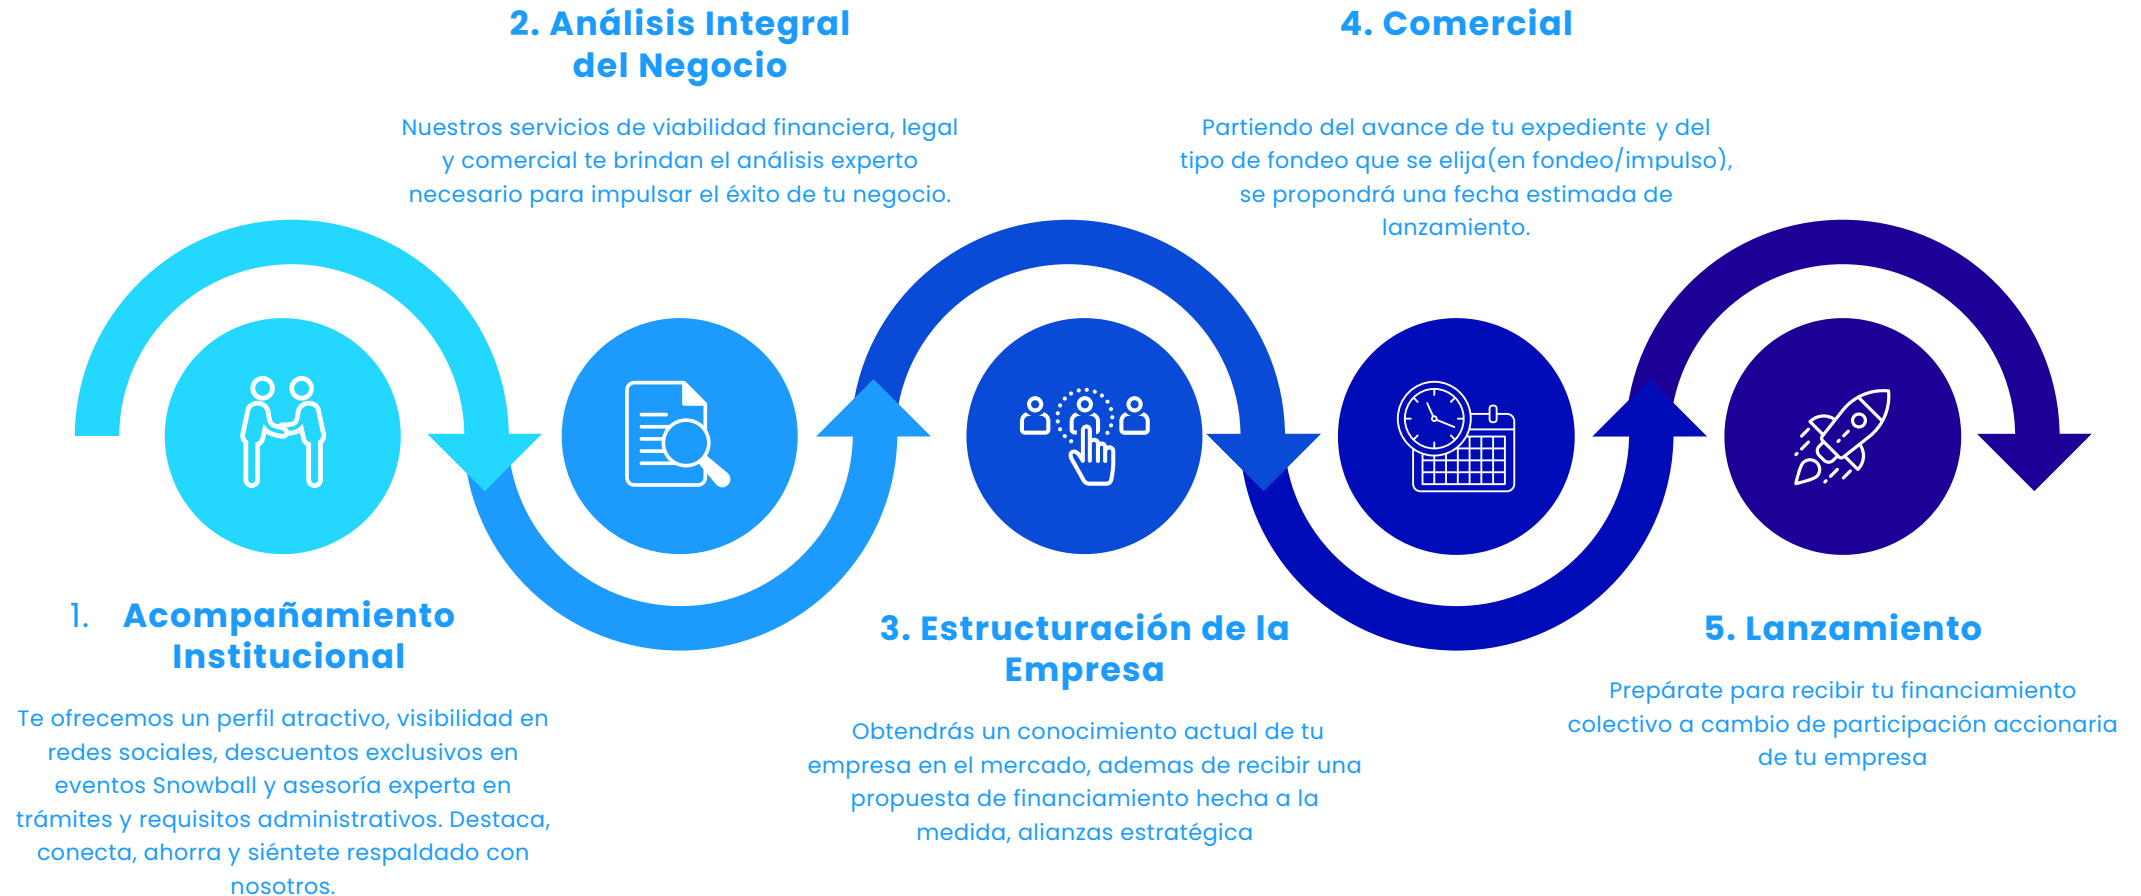 1. Acompañamiento
Institucional
Te ofrecemos un perfil atractivo, visibilidad en
redes sociales, descuentos exclusivos en
eventos Snowball y asesoría experta en
trámites y requisitos administrativos. Destaca,
conecta, ahorra y siéntete respaldado con
nosotros.
2. Análisis Integral
del Negocio
Nuestros servicios de viabilidad financiera, legal
y comercial te brindan el análisis experto
necesario para impulsar el éxito de tu negocio.
3. Estructuración de la
Empresa
Obtendrás un conocimiento actual de tu
empresa en el mercado, ademas de recibir una
propuesta de financiamiento hecha a la
medida, alianzas estratégica
4. Comercial
Partiendo del avance de tu expediente y del
tipo de fondeo que se elija(en fondeo/impulso),
se propondrá una fecha estimada de
lanzamiento.
5. Lanzamiento
Prepárate para recibir tu financiamiento
colectivo a cambio de participación accionaria
de tu empresa